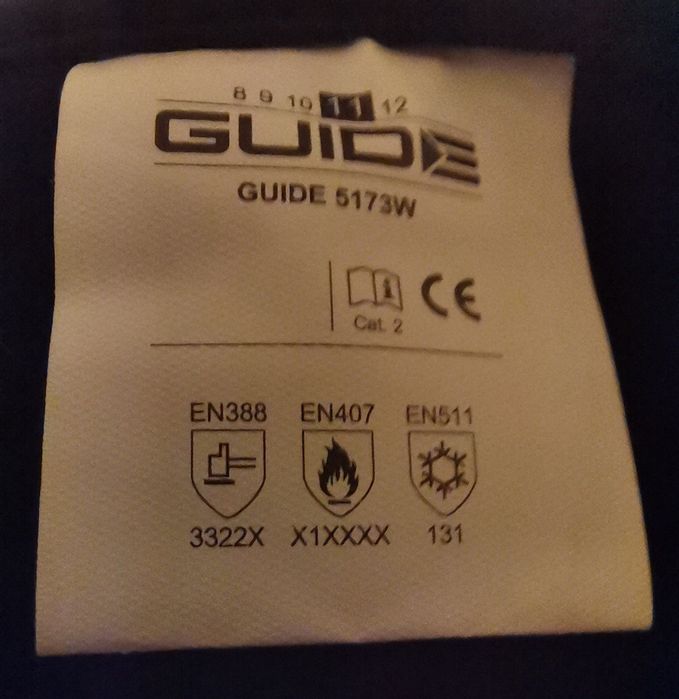 8 9 10 11 12
GUIDE
GUIDE 5173W
i CE
Cat. 2
EN388 EN407 EN511
3322X X1XXXX 131